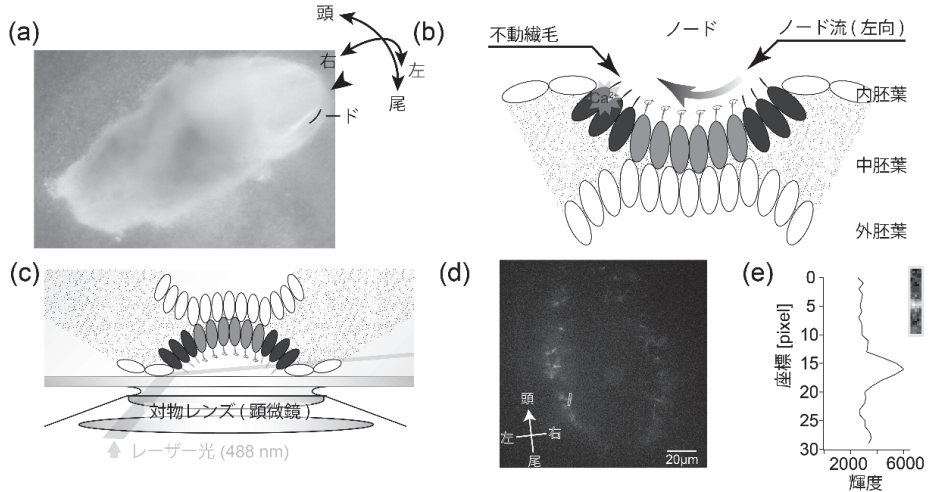 (a)
頭
右
左
尾
ノード
(b)
ノード
不動繊毛
ノード流 ( 左向 )
Ca²⁺
内胚葉
中胚葉
外胚葉
(c)
対物レンズ ( 顕微鏡 )
レーザー光 (488 nm)
(d)
頭
左
右
尾
20μm
(e)
0
5
10
15
20
25
30
座標 [pixel]
2000
6000
輝度